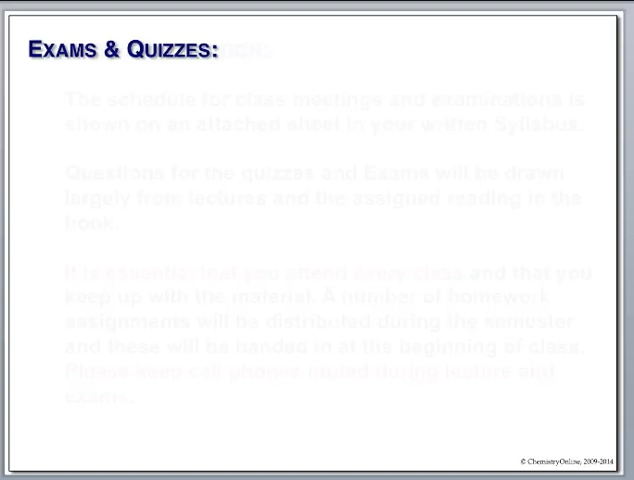 EXAMS & QUIZZES:
The schedule for class meetings and examinations is
shown on an attached sheet in your written Syllabus.
Questions for the quizzes and Exams will be drawn
largely from lectures and the assigned reading in the
book.
It is essential that you attend every class and that you
keep up with the material. A number of homework
assignments will be distributed during the semester
and these will be handed in at the beginning of class.
Please keep cell phones muted during lecture and
exams.
© ChemistryOnline, 2009-2014